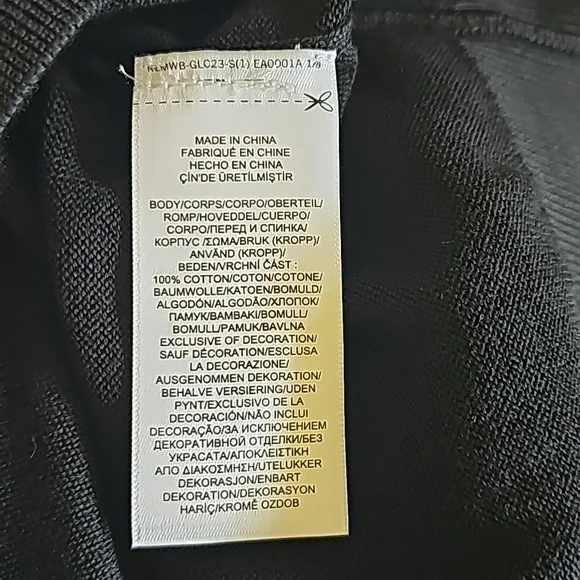 RLMWB-GLC23-S(1) EA0001A 1/8
MADE IN CHINA
FABRIQUÉ EN CHINE
HECHO EN CHINA
ÇIN'DE ÜRETİLMİŞTİR
BODY/CORPS/CORPO/OBERTEIL/
ROMP/HOVEDDEL/CUERPO/
CORPO/ПЕРЕД И СПИНКА/
КОРПУС /ΣΩΜΑ/BRUK (KROPP)/
ANVÄND (KROPP)/
BEDEN/VRCHNÍ ČÁST :
100% COTTON/COTON/COTONE/
BAUMWOLLE/KATOEN/BOMULD/
ALGODÓN/ALGODÃO/ХЛОПОК/
ПАМУК/ΒΑΜΒΑΚΙ/BOMULL/
BOMULL/PAMUK/BAVLNA
EXCLUSIVE OF DECORATION/
SAUF DÉCORATION/ESCLUSA
LA DECORAZIONE/
AUSGENOMMEN DEKORATION/
BEHALVE VERSIERING/UDEN
PYNT/EXCLUSIVO DE LA
DECORACIÓN/NÃO INCLUI
DECORAÇÃO/ЗА ИСКЛЮЧЕНИЕМ
ДЕКОРАТИВНОЙ ОТДЕЛКИ/БЕЗ
УКРАСАТА/ΑΠΟΚΛΕΙΣΤΙΚΗ
ΑΠΟ ΔΙΑΚΟΣΜΗΣΗ/UTELUKKER
DEKORASJON/ENBART
DEKORATION/DEKORASYON
HARİÇ/KROMĚ OZDOB